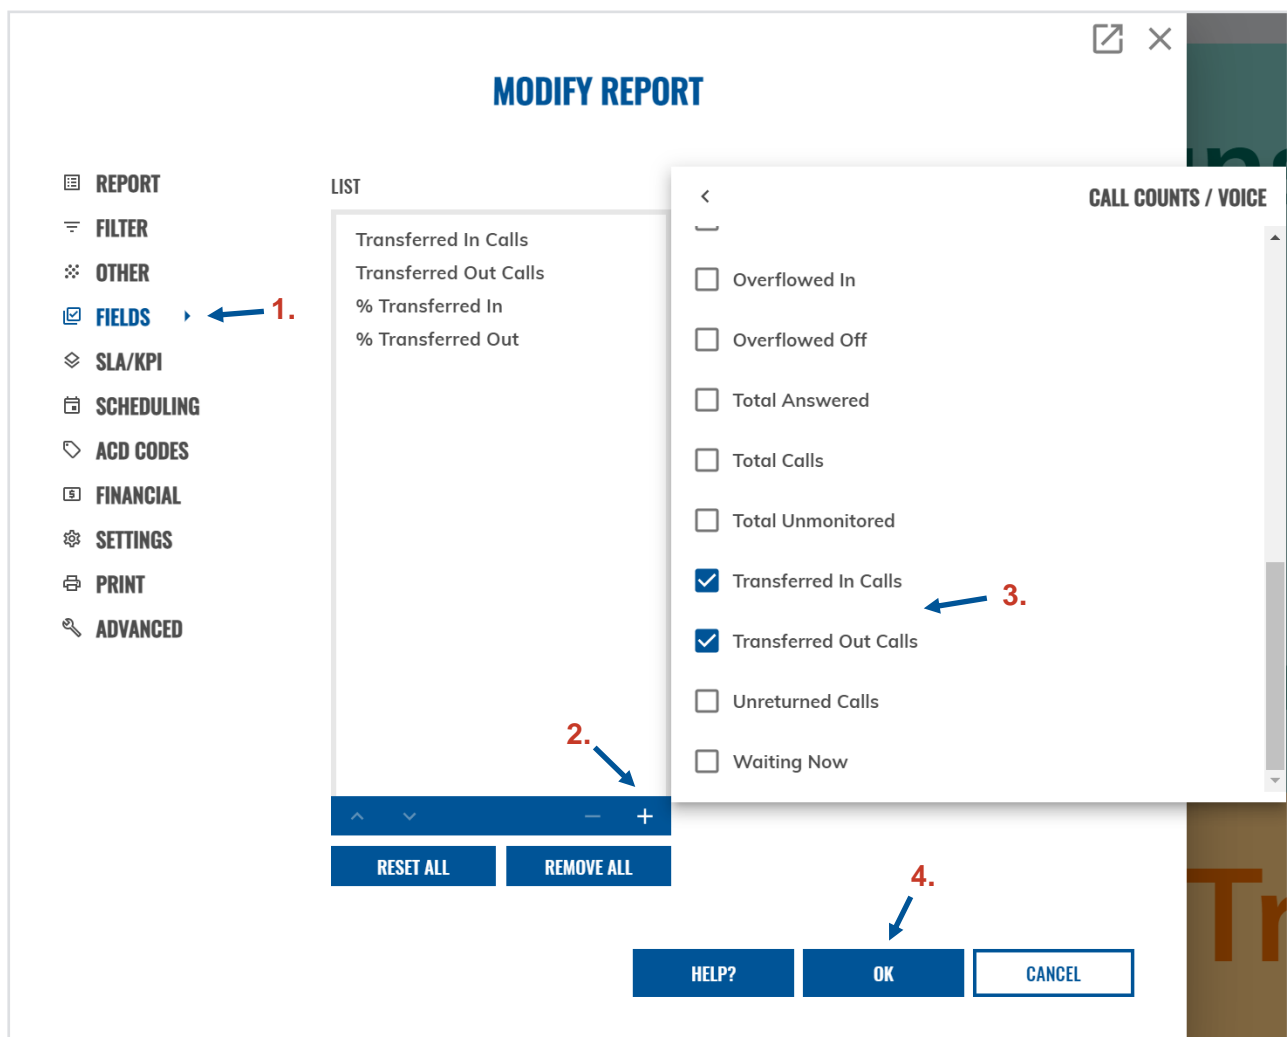 MODIFY REPORT
REPORT
FILTER
OTHER
FIELDS
1.
SLA/KPI
SCHEDULING
ACD CODES
FINANCIAL
SETTINGS
PRINT
ADVANCED
LIST
Transferred In Calls
Transferred Out Calls
% Transferred In
% Transferred Out
2.
RESET ALL
REMOVE ALL
CALL COUNTS / VOICE
Overflowed In
Overflowed Off
Total Answered
Total Calls
Total Unmonitored
Transferred In Calls
3.
Transferred Out Calls
Unreturned Calls
Waiting Now
4.
HELP?
OK
CANCEL
Tr